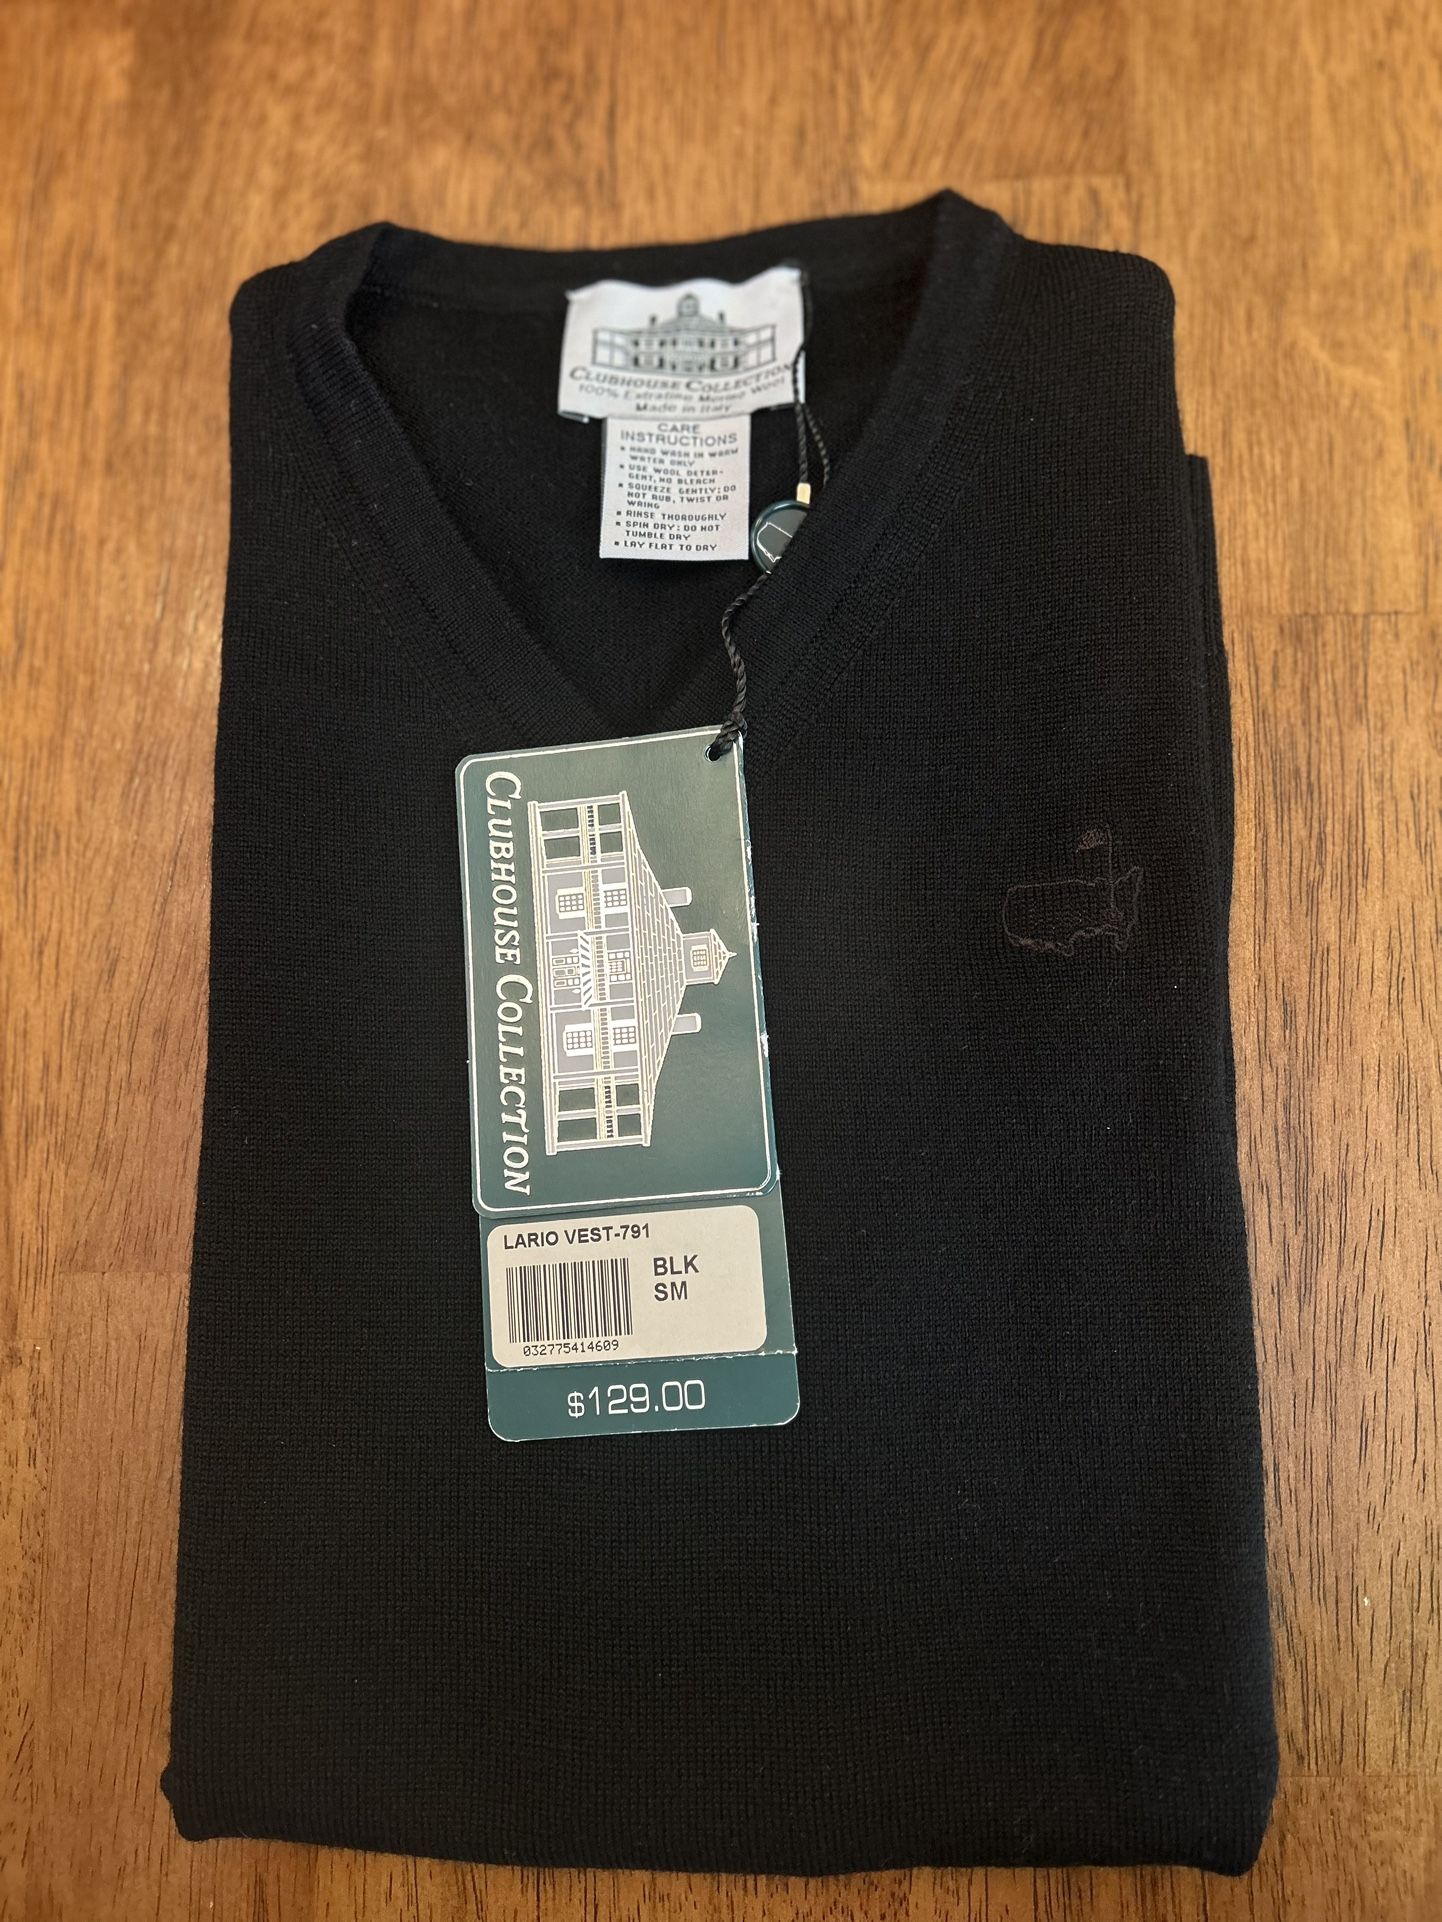 CLUBHOUSE COLLECTION
100% Extrafine Merino Wool
Made in Italy
CARE
INSTRUCTIONS
▪ HAND WASH IN WARM
WATER ONLY
▪ USE WOOL DETER-
GENT, NO BLEACH
▪ SQUEEZE GENTLY; DO
NOT RUB, TWIST OR
WRING
▪ RINSE THOROUGHLY
▪ SPIN DRY; DO NOT
TUMBLE DRY
▪ LAY FLAT TO DRY
CLUBHOUSE COLLECTION
LARIO VEST-791
BLK
SM
032775414609
$129.00